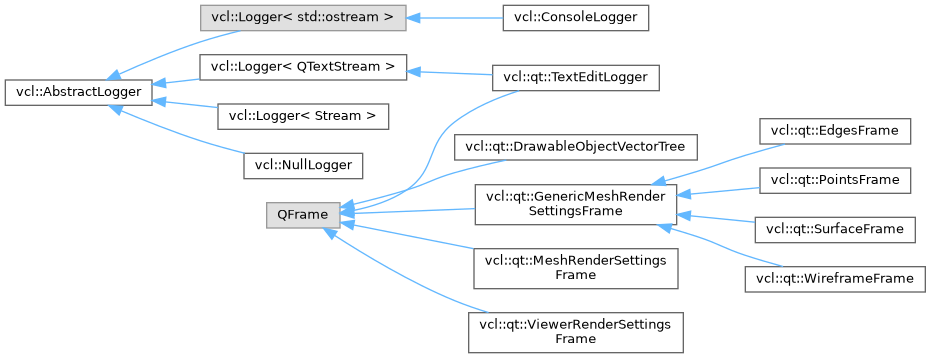 vcl::Logger< std::ostream >
vcl::ConsoleLogger
vcl::Logger< QTextStream >
vcl::qt::TextEditLogger
vcl::AbstractLogger
vcl::Logger< Stream >
vcl::NullLogger
vcl::qt::DrawableObjectVectorTree
QFrame
vcl::qt::GenericMeshRender
SettingsFrame
vcl::qt::EdgesFrame
vcl::qt::PointsFrame
vcl::qt::SurfaceFrame
vcl::qt::WireframeFrame
vcl::qt::MeshRenderSettings
Frame
vcl::qt::ViewerRenderSettings
Frame